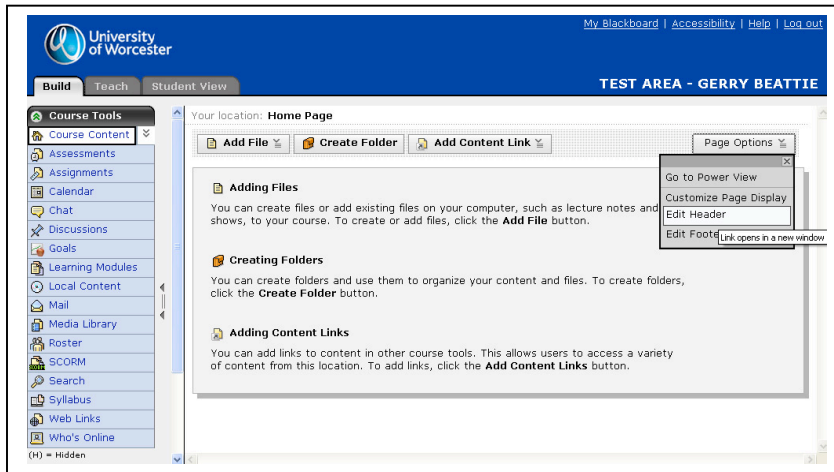 University
of Worcester
My Blackboard | Accessibility | Help | Log out
Build Teach Student View
TEST AREA - GERRY BEATTIE
Course Tools
Course Content
Assessments
Assignments
Calendar
Chat
Discussions
Goals
Learning Modules
Local Content
Mail
Media Library
Roster
SCORM
Search
Syllabus
Web Links
Who's Online
(H) = Hidden
Your location: Home Page
Add File Create Folder Add Content Link Page Options
Go to Power View
Customize Page Display
Edit Header
Edit Foote
Link opens in a new window
Adding Files
You can create files or add existing files on your computer, such as lecture notes and
shows, to your course. To create or add files, click the Add File button.
Creating Folders
You can create folders and use them to organize your content and files. To create folders,
click the Create Folder button.
Adding Content Links
You can add links to content in other course tools. This allows users to access a variety
of content from this location. To add links, click the Add Content Links button.